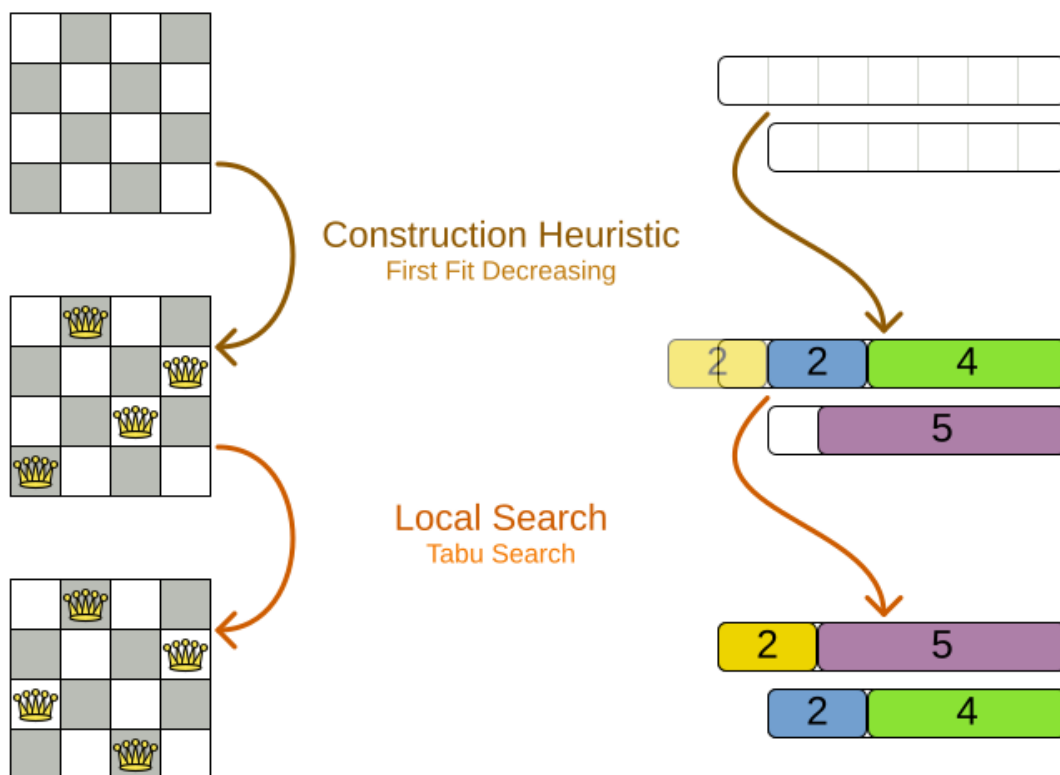 Construction Heuristic
First Fit Decreasing
2 2 4
5
Local Search
Tabu Search
2 5
2 4